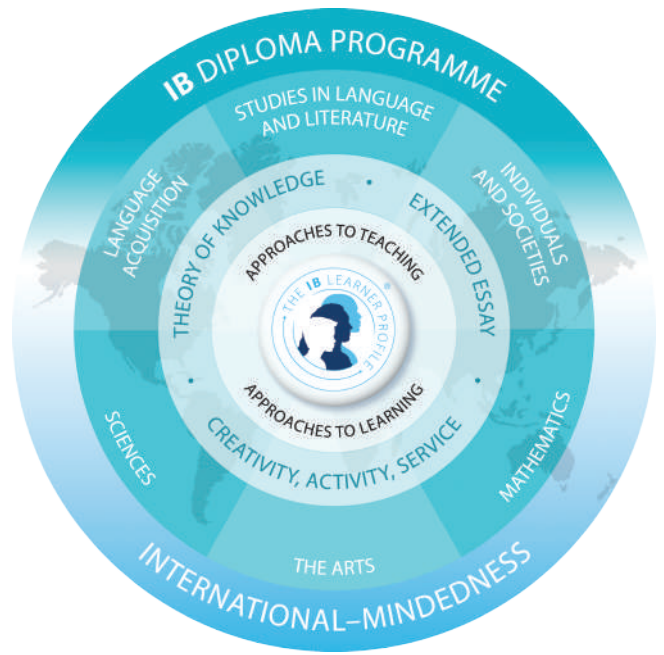 IB DIPLOMA PROGRAMME
STUDIES IN LANGUAGE
AND LITERATURE
LANGUAGE
ACQUISITION
INDIVIDUALS
AND SOCIETIES
THEORY OF KNOWLEDGE
•
EXTENDED ESSAY
•
APPROACHES TO TEACHING
• THE IB LEARNER PROFILE •
®
APPROACHES TO LEARNING
•
CREATIVITY, ACTIVITY, SERVICE
SCIENCES
MATHEMATICS
THE ARTS
INTERNATIONAL–MINDEDNESS